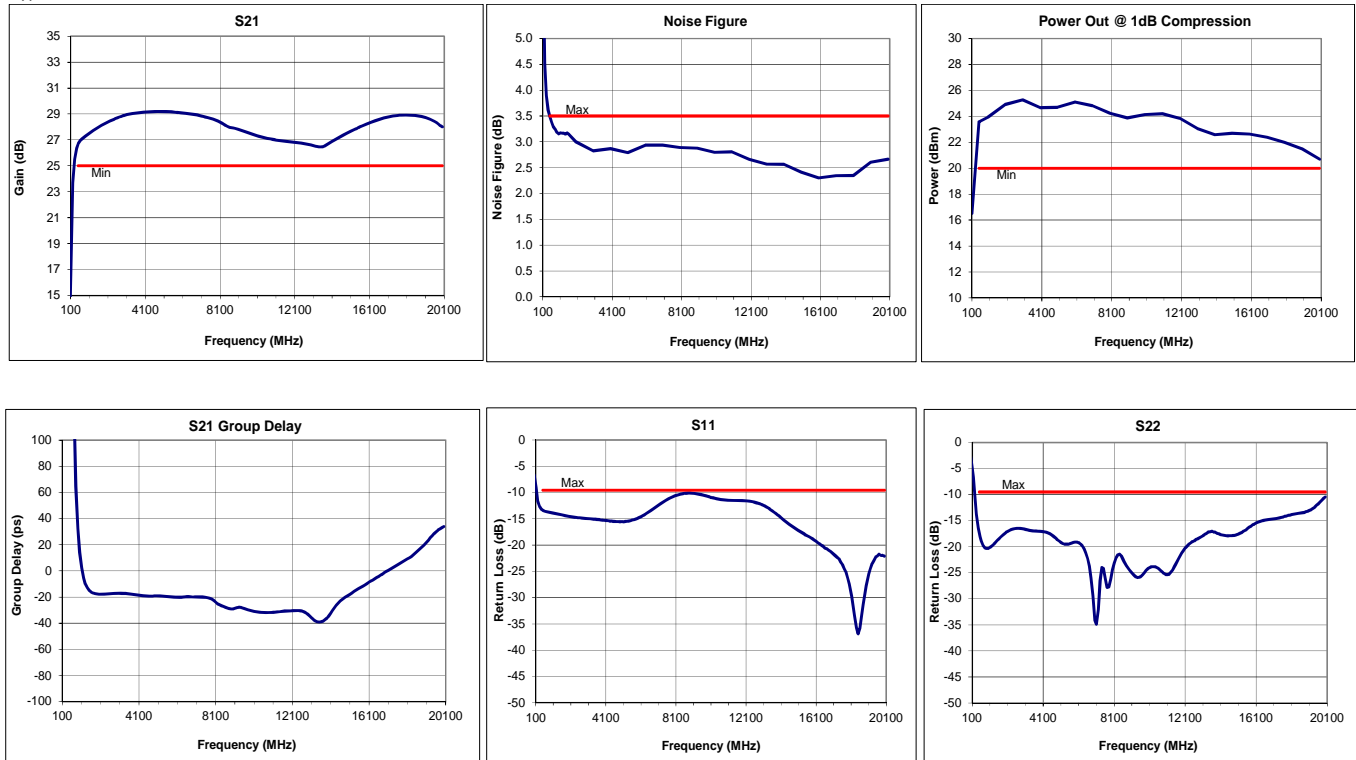 S21
35
33
31
29
27
25
23
21
19
17
15
Min
100 4100 8100 12100 16100 20100
Gain (dB)
Frequency (MHz)
Noise Figure
5.0
4.5
4.0
3.5
3.0
2.5
2.0
1.5
1.0
0.5
0.0
Max
100 4100 8100 12100 16100 20100
Noise Figure (dB)
Frequency (MHz)
Power Out @ 1dB Compression
30
28
26
24
22
20
18
16
14
12
10
Min
100 4100 8100 12100 16100 20100
Power (dBm)
Frequency (MHz)
S21 Group Delay
100
80
60
40
20
0
-20
-40
-60
-80
-100
100 4100 8100 12100 16100 20100
Group Delay (ps)
Frequency (MHz)
S11
0
-5
-10
-15
-20
-25
-30
-35
-40
-45
-50
Max
100 4100 8100 12100 16100 20100
Return Loss (dB)
Frequency (MHz)
S22
0
-5
-10
-15
-20
-25
-30
-35
-40
-45
-50
Max
100 4100 8100 12100 16100 20100
Return Loss (dB)
Frequency (MHz)